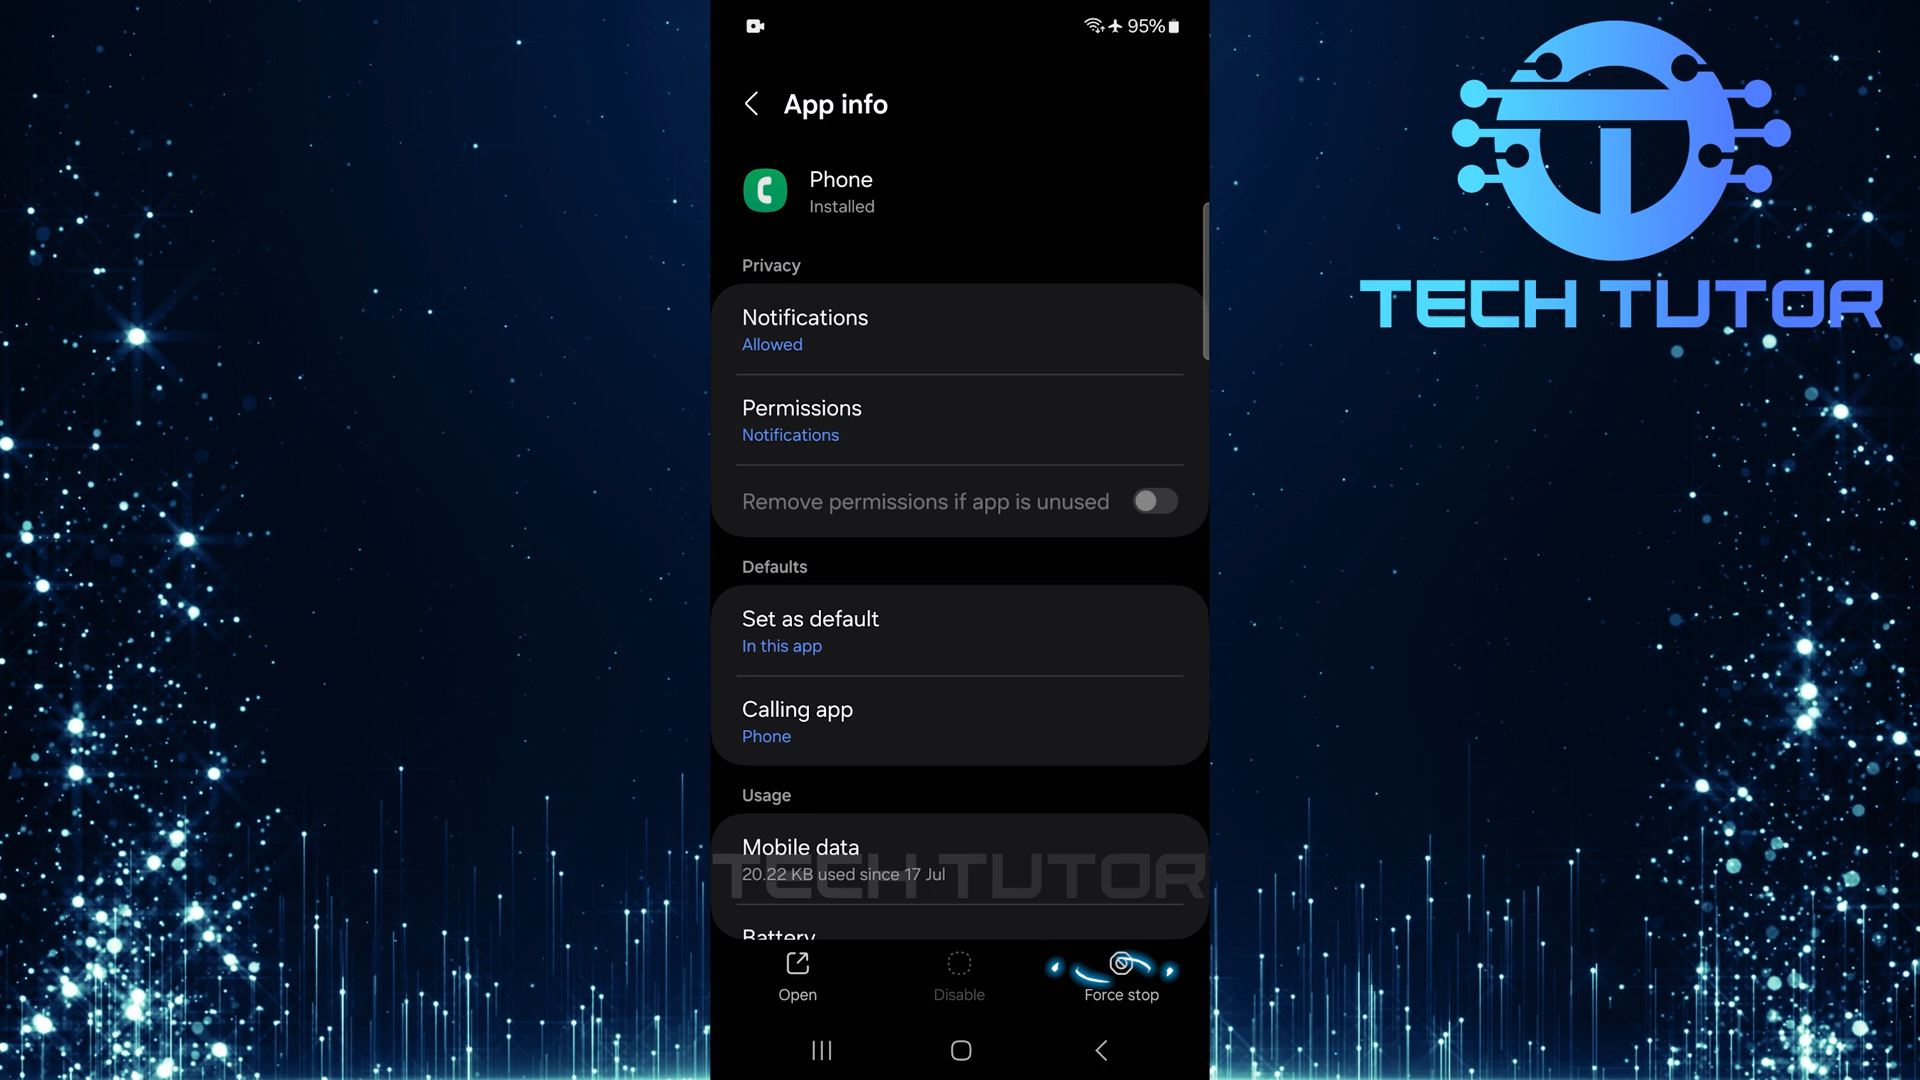 95%
App info
Phone
Installed
Privacy
Notifications
Allowed
Permissions
Notifications
Remove permissions if app is unused
Defaults
Set as default
In this app
Calling app
Phone
Usage
Mobile data
20.22 KB used since 17 Jul
TECH TUTOR
Battery
Open
Disable
Force stop
TECH TUTOR